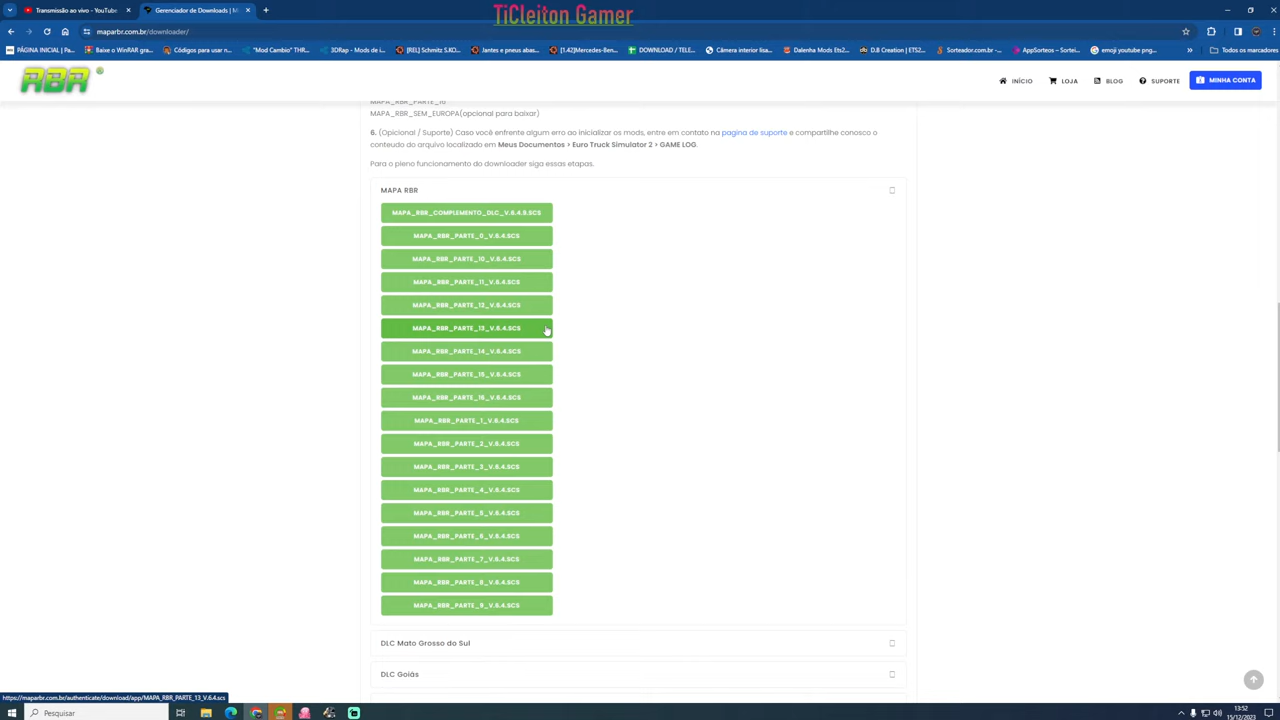 TiCleiton Gamer
Transmissão ao vivo - YouTube
Gerenciador de Downloads | M
maparbr.com.br/downloader/
PÁGINA INICIAL | Pa...
Baixe o WinRAR gra...
Códigos para usar n...
"Mod Cambio" THR...
3DRap - Mods de i...
[REL] Schmitz S.KO...
Jantes e pneus abas...
[1.42]Mercedes-Ben...
DOWNLOAD / TELE...
Câmera interior lisa...
Dalenha Mods Ets2...
D.B Creation | ETS2...
Sorteador.com.br -...
AppSorteos – Sortei...
emoji youtube png...
»
Todos os marcadores
RBR
INÍCIO
LOJA
BLOG
SUPORTE
MINHA CONTA
MAPA_RBR_PARTE_16
MAPA_RBR_SEM_EUROPA(opcional para baixar)
6. (Opicional / Suporte) Caso você enfrente algum erro ao inicializar os mods, entre em contato na pagina de suporte e compartilhe conosco o
conteudo do arquivo localizado em Meus Documentos > Euro Truck Simulator 2 > GAME LOG.
Para o pleno funcionamento do downloader siga essas etapas.
MAPA RBR
MAPA_RBR_COMPLEMENTO_DLC_V.6.4.9.SCS
MAPA_RBR_PARTE_0_V.6.4.SCS
MAPA_RBR_PARTE_10_V.6.4.SCS
MAPA_RBR_PARTE_11_V.6.4.SCS
MAPA_RBR_PARTE_12_V.6.4.SCS
MAPA_RBR_PARTE_13_V.6.4.SCS
MAPA_RBR_PARTE_14_V.6.4.SCS
MAPA_RBR_PARTE_15_V.6.4.SCS
MAPA_RBR_PARTE_16_V.6.4.SCS
MAPA_RBR_PARTE_1_V.6.4.SCS
MAPA_RBR_PARTE_2_V.6.4.SCS
MAPA_RBR_PARTE_3_V.6.4.SCS
MAPA_RBR_PARTE_4_V.6.4.SCS
MAPA_RBR_PARTE_5_V.6.4.SCS
MAPA_RBR_PARTE_6_V.6.4.SCS
MAPA_RBR_PARTE_7_V.6.4.SCS
MAPA_RBR_PARTE_8_V.6.4.SCS
MAPA_RBR_PARTE_9_V.6.4.SCS
DLC Mato Grosso do Sul
DLC Goiás
https://maparbr.com.br/authenticate/download/app/MAPA_RBR_PARTE_13_V.6.4.scs
Pesquisar
13:52
15/12/2023